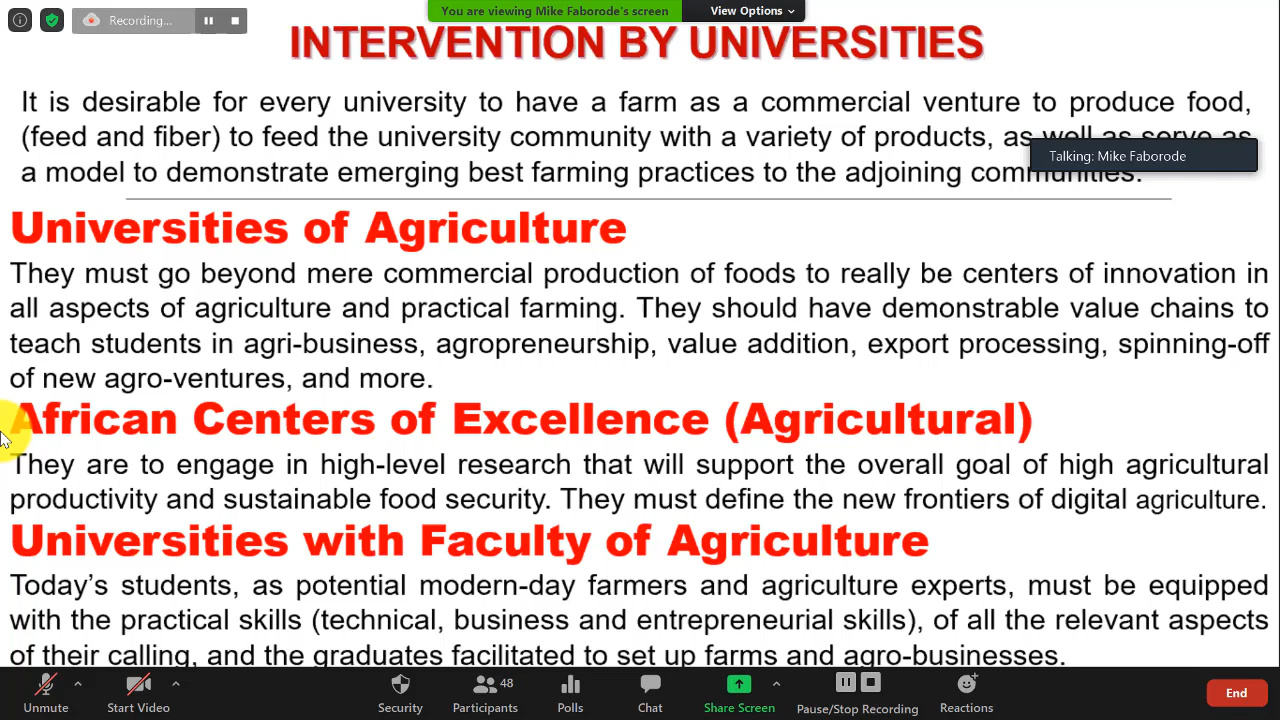 Recording...
You are viewing Mike Faborode's screen
View Options
INTERVENTION BY UNIVERSITIES
It is desirable for every university to have a farm as a commercial venture to produce food,
(feed and fiber) to feed the university community with a variety of products, as well as serve as
Talking: Mike Faborode
a model to demonstrate emerging best farming practices to the adjoining communities.
Universities of Agriculture
They must go beyond mere commercial production of foods to really be centers of innovation in
all aspects of agriculture and practical farming. They should have demonstrable value chains to
teach students in agri-business, agropreneurship, value addition, export processing, spinning-off
of new agro-ventures, and more.
African Centers of Excellence (Agricultural)
They are to engage in high-level research that will support the overall goal of high agricultural
productivity and sustainable food security. They must define the new frontiers of digital agriculture.
Universities with Faculty of Agriculture
Today's students, as potential modern-day farmers and agriculture experts, must be equipped
with the practical skills (technical, business and entrepreneurial skills), of all the relevant aspects
of their calling, and the graduates facilitated to set up farms and agro-businesses.
Unmute
Start Video
Security
Participants 48
Polls
Chat
Share Screen
Pause/Stop Recording
Reactions
End